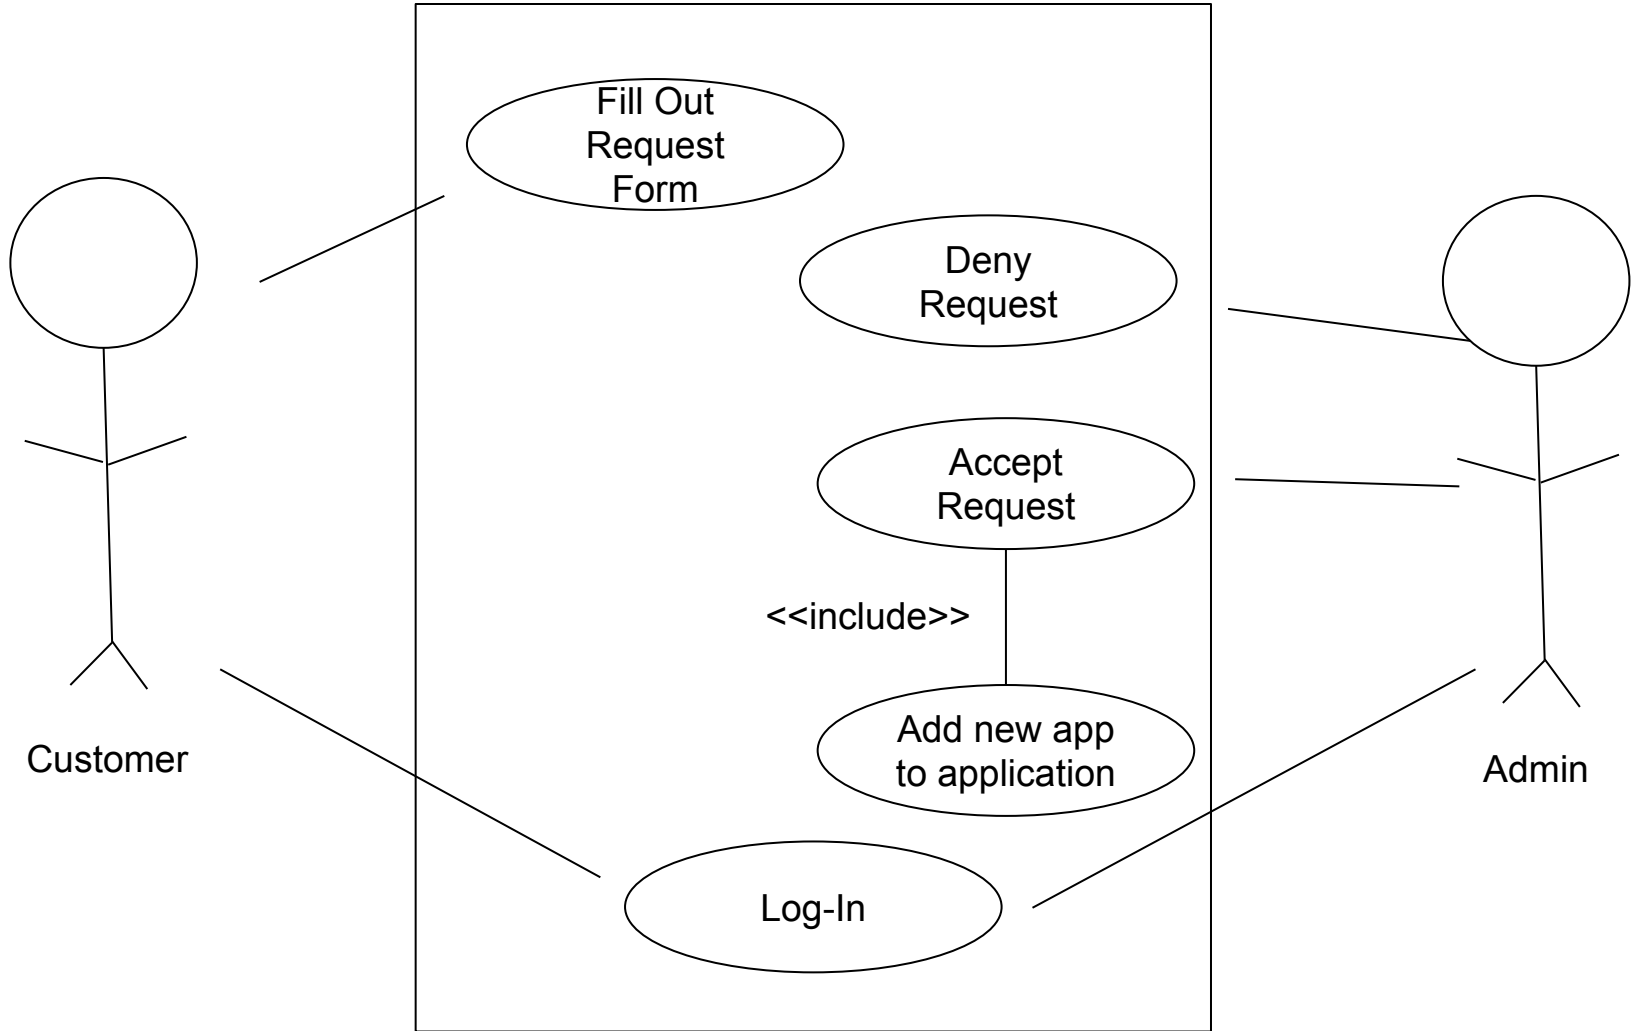 Fill Out
Request
Form
Deny
Request
Accept
Request
<<include>>
Add new app
to application
Customer
Admin
Log-In